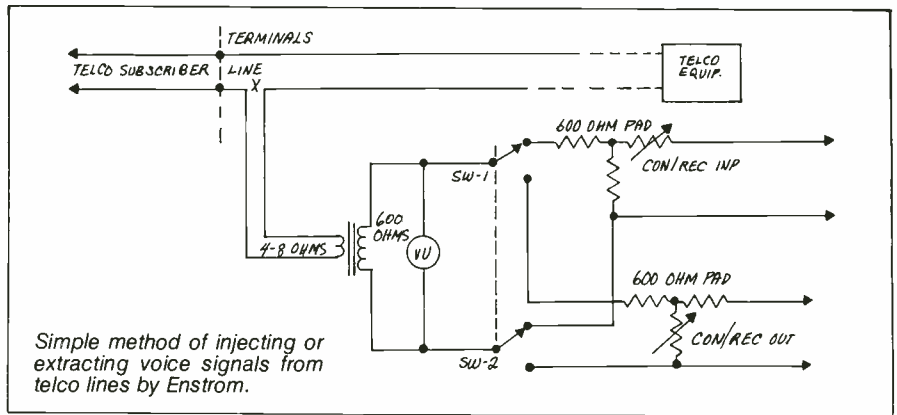 TERMINALS
TELCO SUBSCRIBER LINE
X
TELCO
EQUIP.
600 OHM PAD
CON/REC INP
SW-1
600
OHMS
4-8 OHMS
VU
600 OHM PAD
CON/REC OUT
SW-2
Simple method of injecting or
extracting voice signals from
telco lines by Enstrom.